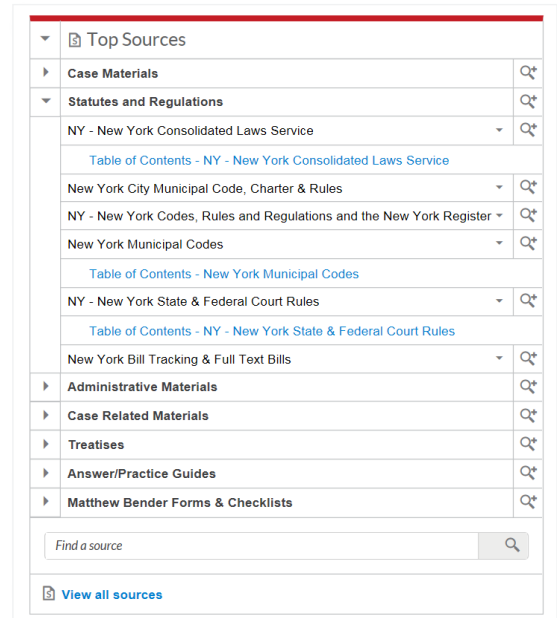 Top Sources
Case Materials
Statutes and Regulations
NY - New York Consolidated Laws Service
Table of Contents - NY - New York Consolidated Laws Service
New York City Municipal Code, Charter & Rules
NY - New York Codes, Rules and Regulations and the New York Register
New York Municipal Codes
Table of Contents - New York Municipal Codes
NY - New York State & Federal Court Rules
Table of Contents - NY - New York State & Federal Court Rules
New York Bill Tracking & Full Text Bills
Administrative Materials
Case Related Materials
Treatises
Answer/Practice Guides
Matthew Bender Forms & Checklists
Find a source
View all sources